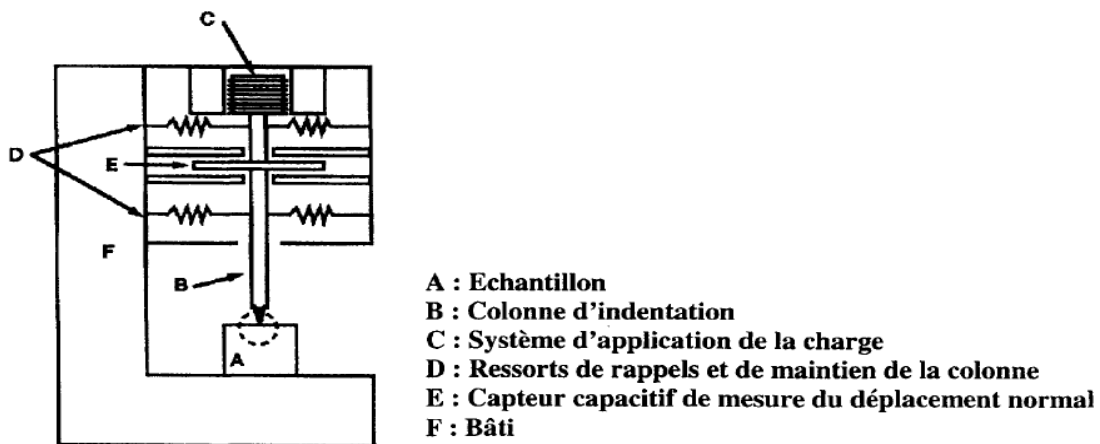 C
D
E
F
B
A
A : Echantillon
B : Colonne d'indentation
C : Système d'application de la charge
D : Ressorts de rappels et de maintien de la colonne
E : Capteur capacitif de mesure du déplacement normal
F : Bâti